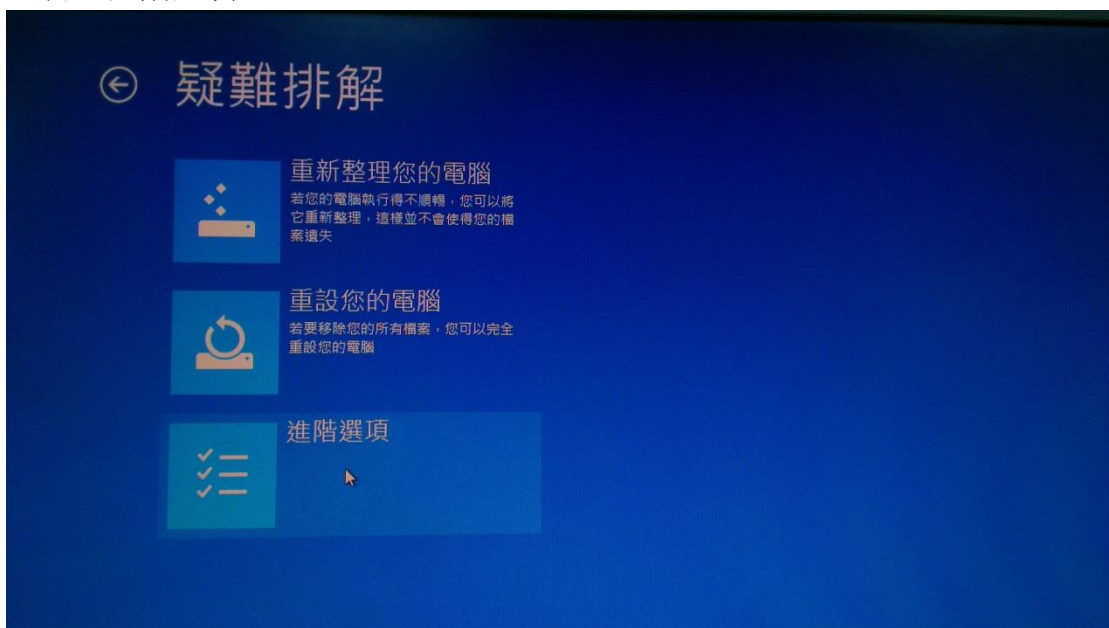 疑難排解
重新整理您的電腦
若您的電腦執行得不順暢，您可以將
它重新整理，這樣並不會使得您的檔
案遺失
重設您的電腦
若要移除您的所有檔案，您可以完全
重設您的電腦
進階選項